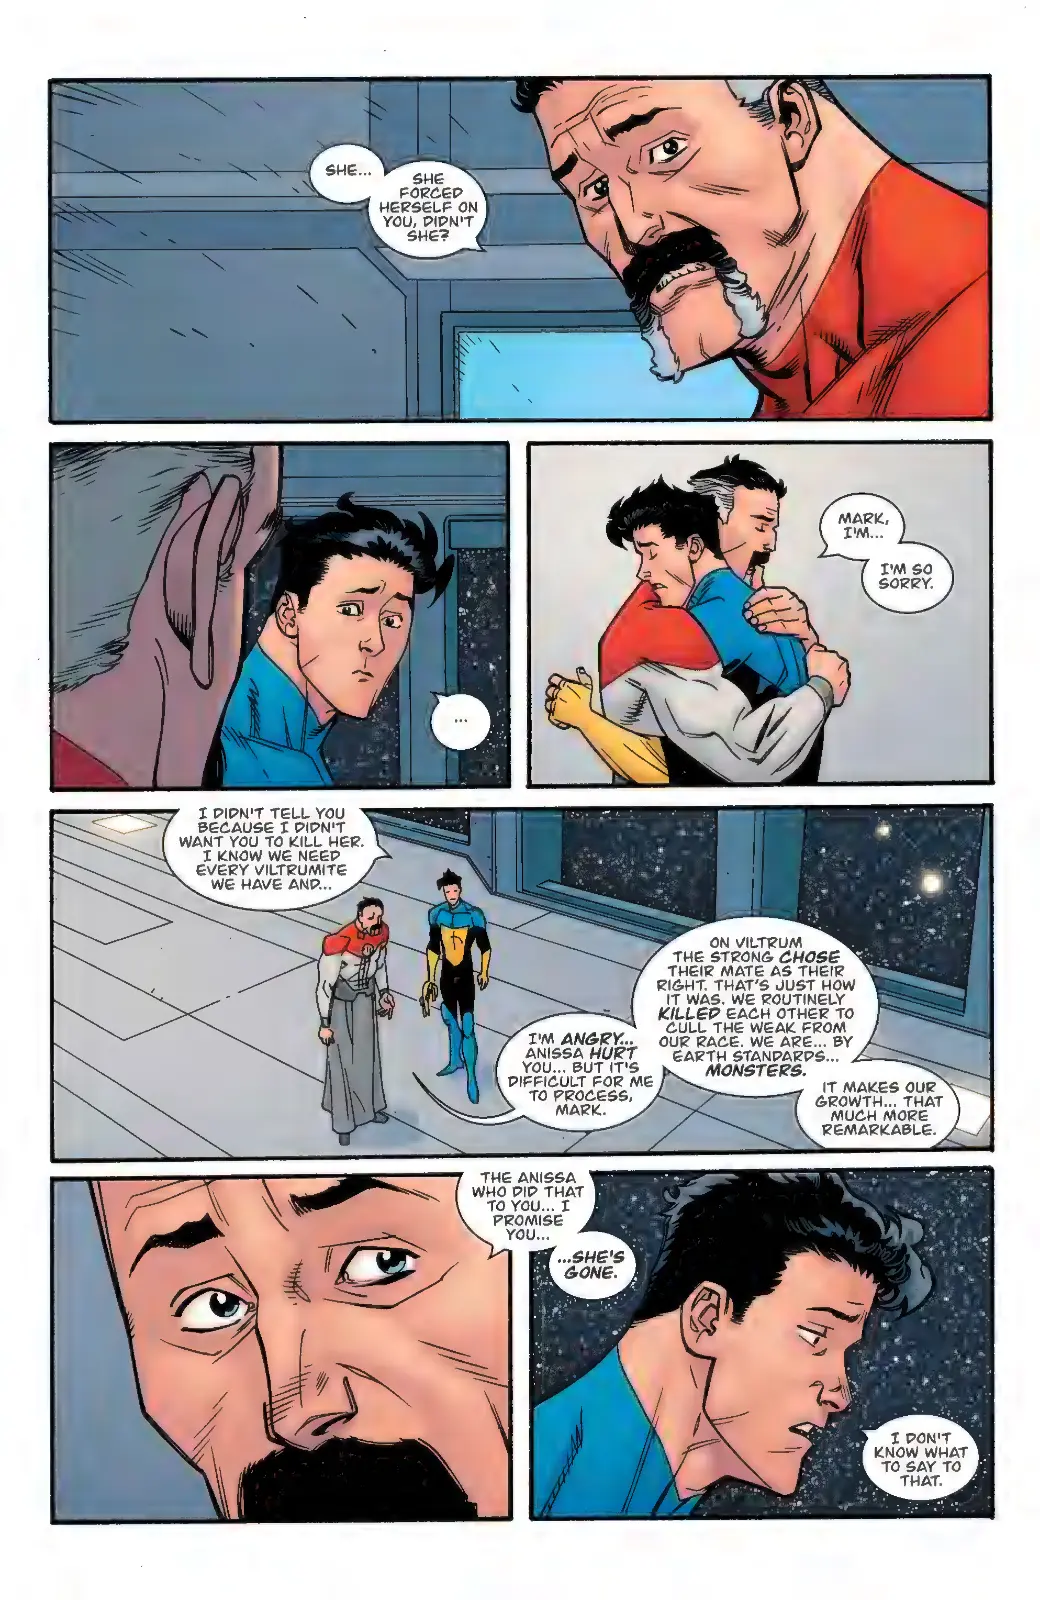 SHE...
SHE
FORCED
HERSELF ON
YOU, DIDN'T
SHE?
...
MARK,
I'M...
I'M SO
SORRY.
I DIDN'T TELL YOU
BECAUSE I DIDN'T
WANT YOU TO KILL HER.
I KNOW WE NEED
EVERY VILTRUMITE
WE HAVE AND...
I'M ANGRY...
ANISSA HURT
YOU... BUT IT'S
DIFFICULT FOR ME
TO PROCESS,
MARK.
ON VILTRUM
THE STRONG CHOSE
THEIR MATE AS THEIR
RIGHT. THAT'S JUST HOW
IT WAS. WE ROUTINELY
KILLED EACH OTHER TO
CULL THE WEAK FROM
OUR RACE. WE ARE... BY
EARTH STANDARDS...
MONSTERS.
IT MAKES OUR
GROWTH... THAT
MUCH MORE
REMARKABLE.
THE ANISSA
WHO DID THAT
TO YOU... I
PROMISE
YOU...
...SHE'S
GONE.
I DON'T
KNOW WHAT
TO SAY TO
THAT.